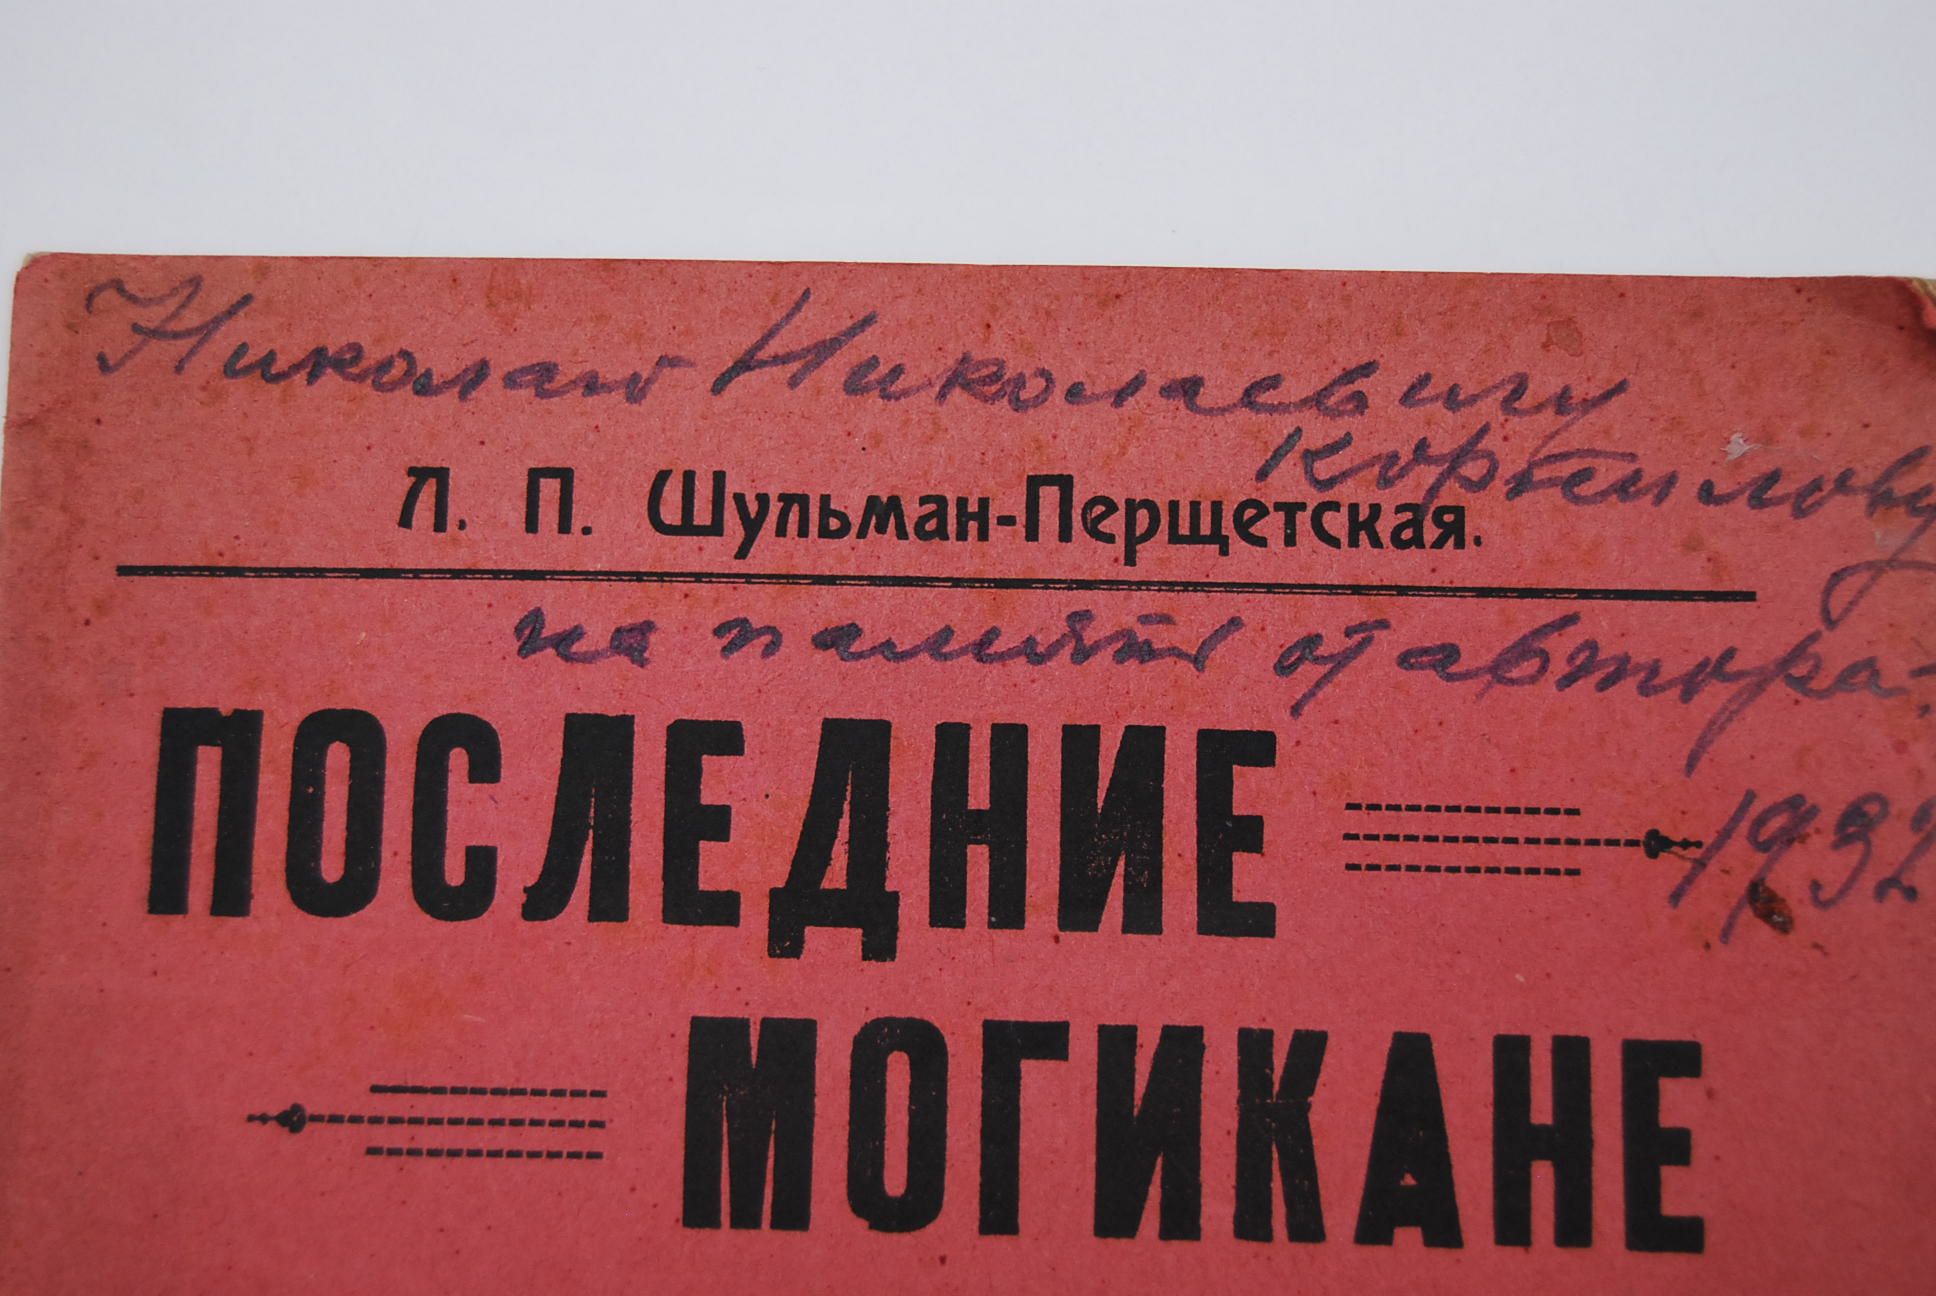 Николаю Николаевичу
Корнилову
Л. П. Шульман-Перщетская.
на память от автора
ПОСЛЕДНИЕ
1932
МОГИКАНЕ